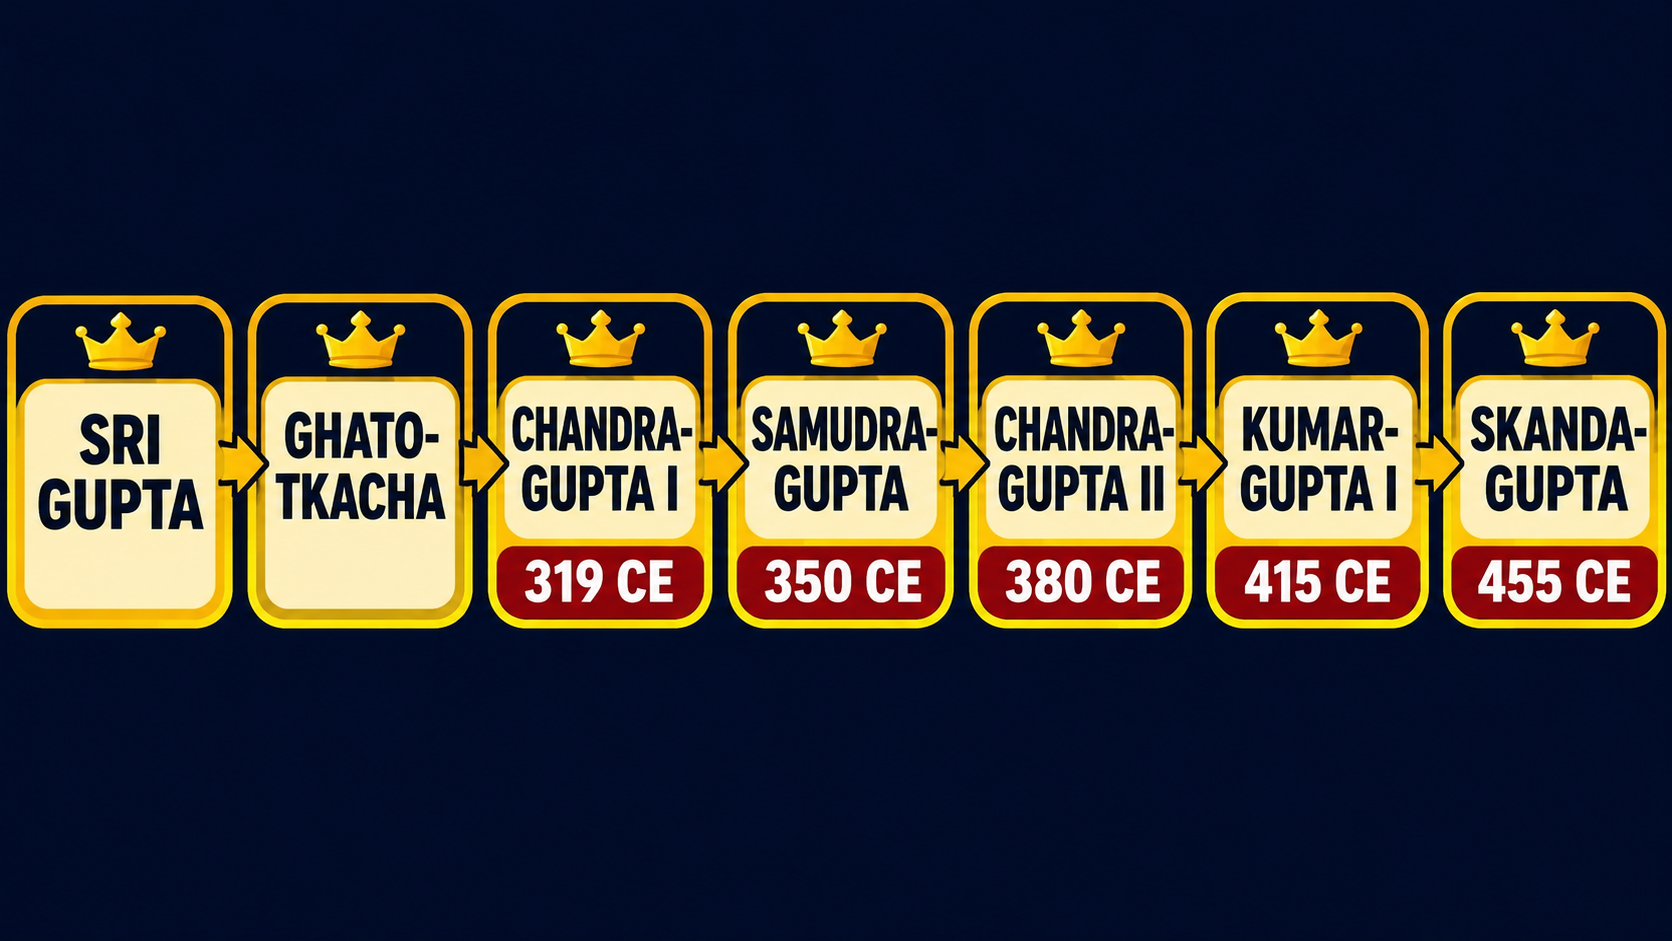 SRI
GUPTA
GHATO-
TKACHA
CHANDRA-
GUPTA I
319 CE
SAMUDRA-
GUPTA
350 CE
CHANDRA-
GUPTA II
380 CE
KUMAR-
GUPTA I
415 CE
SKANDA-
GUPTA
455 CE